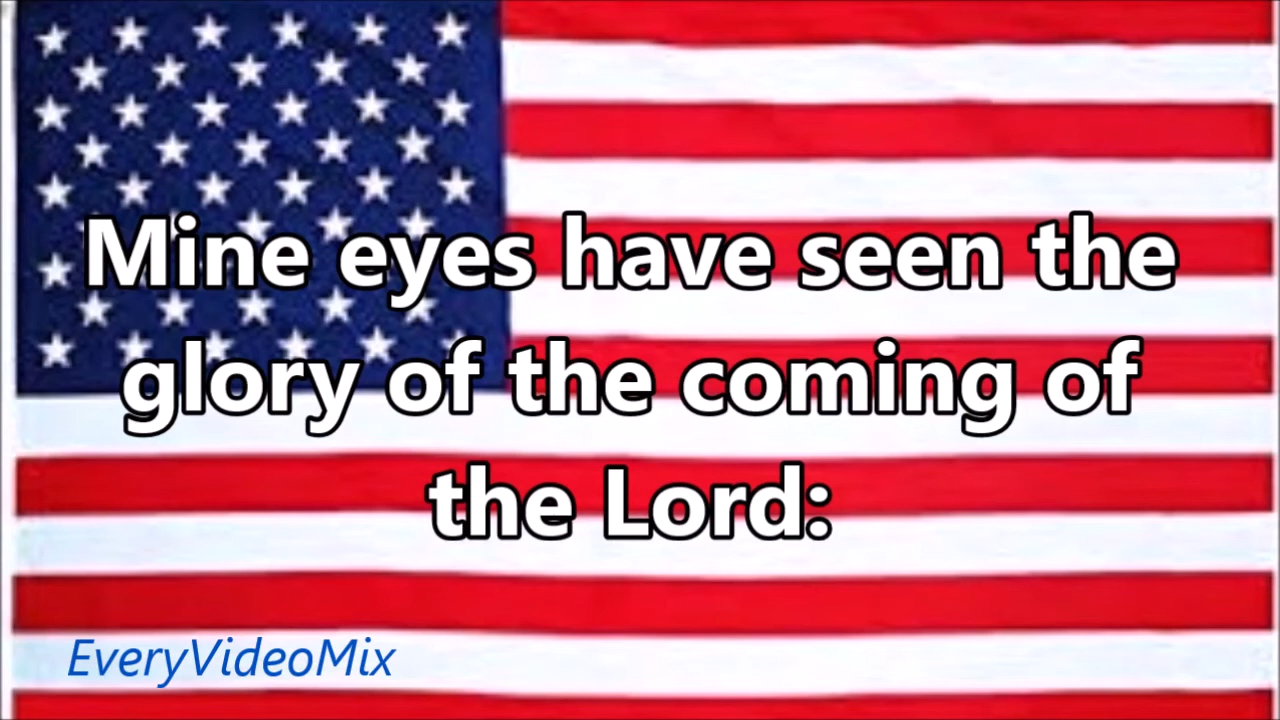 Mine eyes have seen the
glory of the coming of
the Lord:
EveryVideoMix